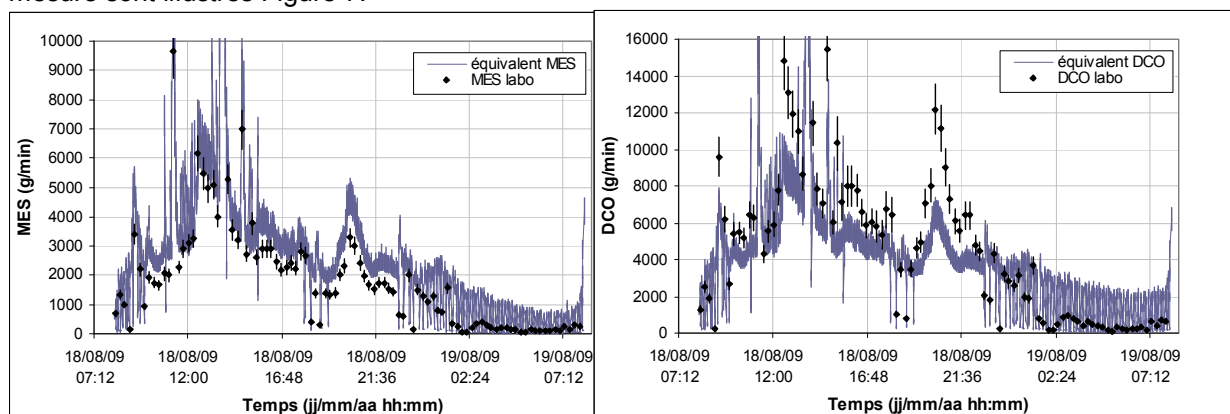 mesure sont illustrés Figure 7.
10000
9000
8000
7000
6000
5000
4000
3000
2000
1000
0
MES (g/min)
équivalent MES
MES labo
18/08/09 18/08/09 18/08/09 18/08/09 19/08/09 19/08/09
07:12 12:00 16:48 21:36 02:24 07:12
Temps (jj/mm/aa hh:mm)
16000
14000
12000
10000
8000
6000
4000
2000
0
DCO (g/min)
équivalent DCO
DCO labo
18/08/09 18/08/09 18/08/09 18/08/09 19/08/09 19/08/09
07:12 12:00 16:48 21:36 02:24 07:12
Temps (jj/mm/aa hh:mm)